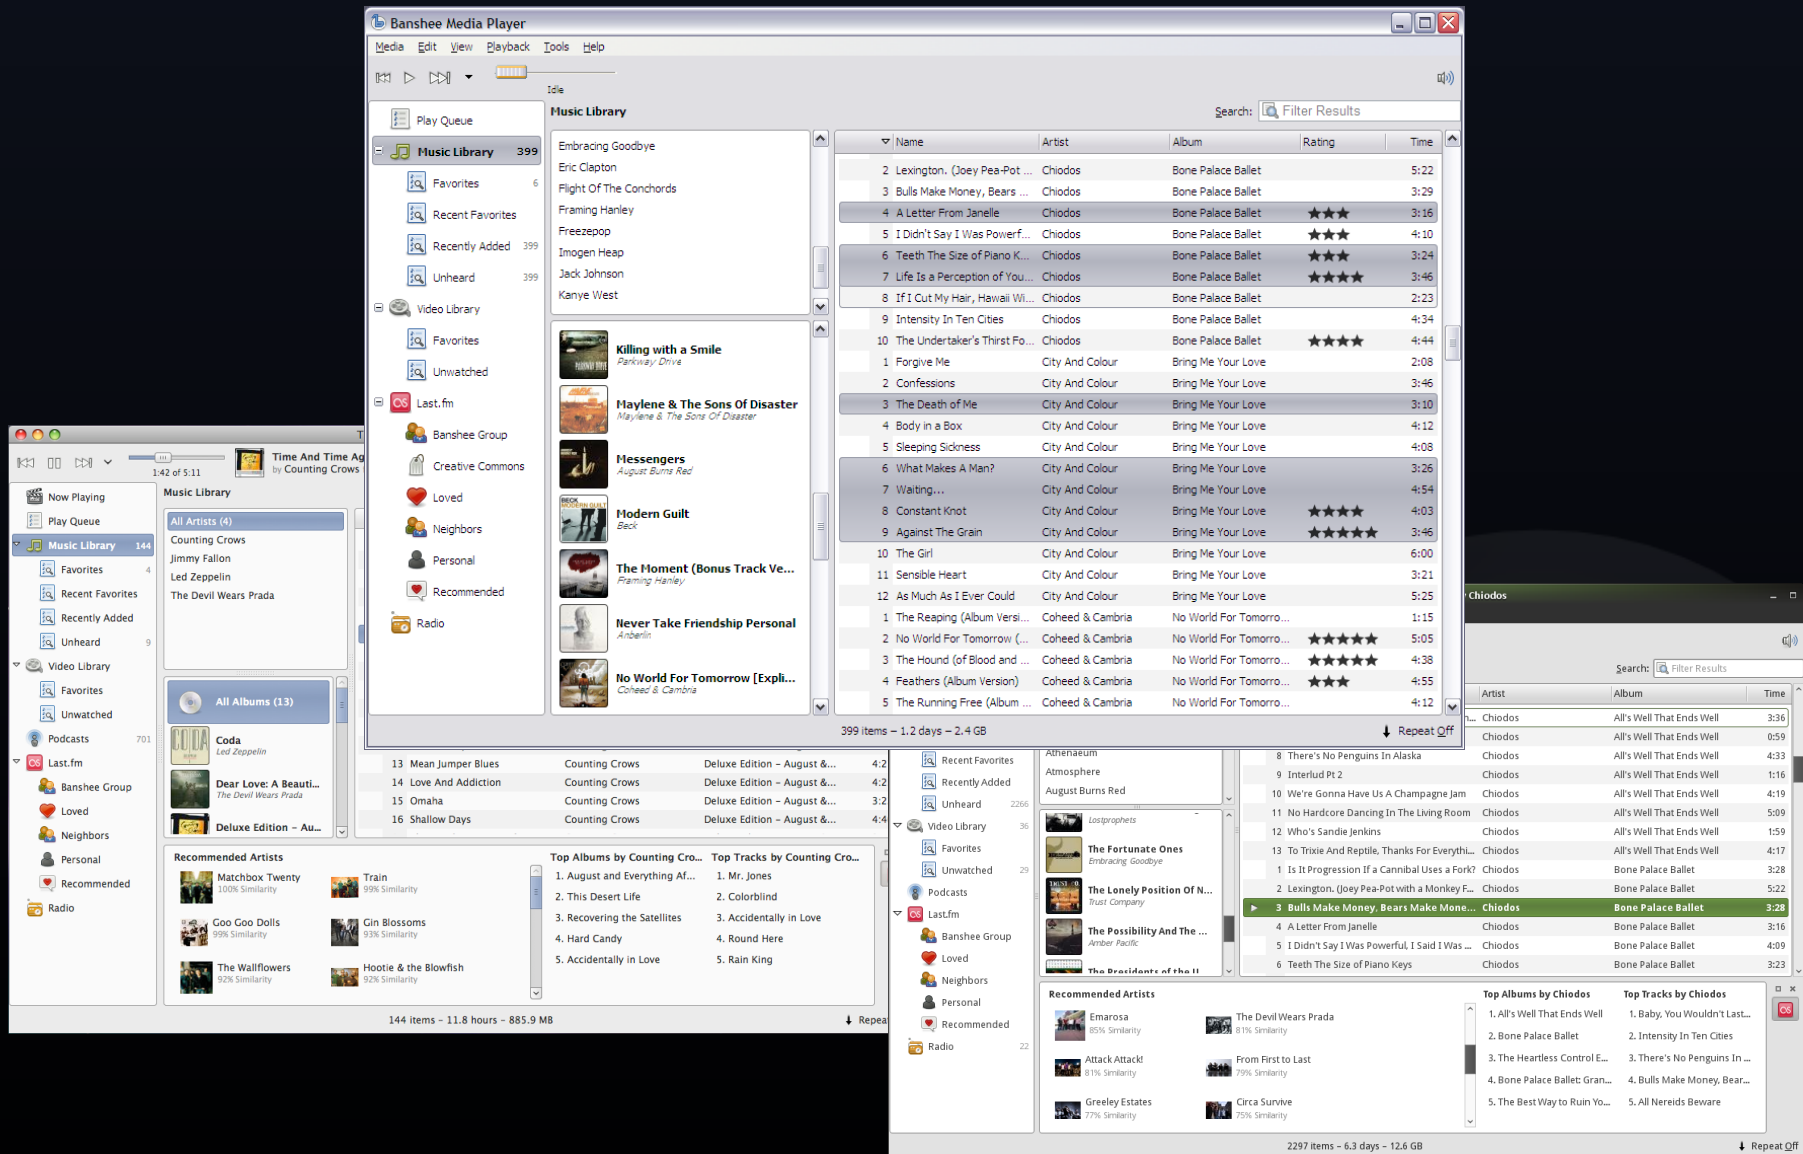 Banshee Media Player
Media Edit View Playback Tools Help
Idle
Music Library
Search: Filter Results
Play Queue
Music Library 399
Favorites 6
Recent Favorites
Recently Added 399
Unheard 399
Video Library
Favorites
Unwatched
Last.fm
Banshee Group
Creative Commons
Loved
Neighbors
Personal
Recommended
Radio
Embracing Goodbye
Eric Clapton
Flight Of The Conchords
Framing Hanley
Freezepop
Imogen Heap
Jack Johnson
Kanye West
Killing with a Smile
Parkway Drive
Maylene & The Sons Of Disaster
Maylene & The Sons Of Disaster
Messengers
August Burns Red
Modern Guilt
Beck
The Moment (Bonus Track Ve...
Framing Hanley
Never Take Friendship Personal
Anberlin
No World For Tomorrow [Expli...
Coheed & Cambria
Name Artist Album Rating Time
2 Lexington. (Joey Pea-Pot ... Chiodos Bone Palace Ballet 5:22
3 Bulls Make Money, Bears ... Chiodos Bone Palace Ballet 3:29
4 A Letter From Janelle Chiodos Bone Palace Ballet ★★★ 3:16
5 I Didn't Say I Was Powerf... Chiodos Bone Palace Ballet ★★★ 4:10
6 Teeth The Size of Piano K... Chiodos Bone Palace Ballet ★★★ 3:24
7 Life Is a Perception of You... Chiodos Bone Palace Ballet ★★★★ 3:46
8 If I Cut My Hair, Hawaii Wi... Chiodos Bone Palace Ballet 2:23
9 Intensity In Ten Cities Chiodos Bone Palace Ballet 4:34
10 The Undertaker's Thirst Fo... Chiodos Bone Palace Ballet ★★★★ 4:44
1 Forgive Me City And Colour Bring Me Your Love 2:08
2 Confessions City And Colour Bring Me Your Love 3:46
3 The Death of Me City And Colour Bring Me Your Love 3:10
4 Body in a Box City And Colour Bring Me Your Love 4:12
5 Sleeping Sickness City And Colour Bring Me Your Love 4:08
6 What Makes A Man? City And Colour Bring Me Your Love 3:26
7 Waiting... City And Colour Bring Me Your Love 4:54
8 Constant Knot City And Colour Bring Me Your Love ★★★★ 4:03
9 Against The Grain City And Colour Bring Me Your Love ★★★★★ 3:46
10 The Girl City And Colour Bring Me Your Love 6:00
11 Sensible Heart City And Colour Bring Me Your Love 3:21
12 As Much As I Ever Could City And Colour Bring Me Your Love 5:25
1 The Reaping (Album Versi... Coheed & Cambria No World For Tomorro... 1:15
2 No World For Tomorrow (... Coheed & Cambria No World For Tomorro... ★★★★★ 5:05
3 The Hound (of Blood and ... Coheed & Cambria No World For Tomorro... ★★★★★ 4:38
4 Feathers (Album Version) Coheed & Cambria No World For Tomorro... ★★★ 4:55
5 The Running Free (Album ... Coheed & Cambria No World For Tomorro... 4:12
399 items – 1.2 days – 2.4 GB
Repeat Off
T
1:42 of 5:11
Time And Time Ag
by Counting Crows
Now Playing
Play Queue
Music Library 144
Favorites 4
Recent Favorites
Recently Added
Unheard 9
Video Library
Favorites
Unwatched
Podcasts 701
Last.fm
Banshee Group
Loved
Neighbors
Personal
Recommended
Radio
Music Library
All Artists (4)
Counting Crows
Jimmy Fallon
Led Zeppelin
The Devil Wears Prada
All Albums (13)
CODA
Coda
Led Zeppelin
Dear Love: A Beauti...
The Devil Wears Prada
Deluxe Edition – Au...
13 Mean Jumper Blues Counting Crows Deluxe Edition – August &... 4:2
14 Love And Addiction Counting Crows Deluxe Edition – August &... 4:2
15 Omaha Counting Crows Deluxe Edition – August &... 3:2
16 Shallow Days Counting Crows Deluxe Edition – August &... 4:4
Recommended Artists
Matchbox Twenty
100% Similarity
Train
99% Similarity
Goo Goo Dolls
99% Similarity
Gin Blossoms
93% Similarity
The Wallflowers
92% Similarity
Hootie & the Blowfish
92% Similarity
Top Albums by Counting Cro...
1. August and Everything Af...
2. This Desert Life
3. Recovering the Satellites
4. Hard Candy
5. Accidentally in Love
Top Tracks by Counting Cro...
1. Mr. Jones
2. Colorblind
3. Accidentally in Love
4. Round Here
5. Rain King
144 items – 11.8 hours – 885.9 MB
Repea
Chiodos
Search: Filter Results
Recent Favorites
Recently Added
Unheard 2266
Video Library 36
Favorites
Unwatched 29
Podcasts
Last.fm
Banshee Group
Loved
Neighbors
Personal
Recommended
Radio 22
Athenaeum
Atmosphere
August Burns Red
Lostprophets
The Fortunate Ones
Embracing Goodbye
The Lonely Position Of N...
Trust Company
The Possibility And The ...
Amber Pacific
The Presidents of the U
Artist Album Time
n... Chiodos All's Well That Ends Well 3:36
Chiodos All's Well That Ends Well 0:59
8 There's No Penguins In Alaska Chiodos All's Well That Ends Well 3:32
9 Interlud Pt 2 Chiodos All's Well That Ends Well 1:16
10 We're Gonna Have Us A Champagne Jam Chiodos All's Well That Ends Well 4:19
11 No Hardcore Dancing In The Living Room Chiodos All's Well That Ends Well 5:09
12 Who's Sandie Jenkins Chiodos All's Well That Ends Well 1:59
13 To Trixie And Reptile, Thanks For Everythi... Chiodos All's Well That Ends Well 4:17
1 Is It Progression If a Cannibal Uses a Fork? Chiodos Bone Palace Ballet 3:28
2 Lexington. (Joey Pea-Pot with a Monkey F... Chiodos Bone Palace Ballet 5:22
3 Bulls Make Money, Bears Make Mone... Chiodos Bone Palace Ballet 3:28
4 A Letter From Janelle Chiodos Bone Palace Ballet 3:16
5 I Didn't Say I Was Powerful, I Said I Was ... Chiodos Bone Palace Ballet 4:09
6 Teeth The Size of Piano Keys Chiodos Bone Palace Ballet 3:23
Recommended Artists
Emarosa
85% Similarity
The Devil Wears Prada
81% Similarity
Attack Attack!
81% Similarity
From First to Last
79% Similarity
Greeley Estates
77% Similarity
Circa Survive
75% Similarity
Top Albums by Chiodos
1. All's Well That Ends Well
2. Bone Palace Ballet
3. The Heartless Control E...
4. Bone Palace Ballet: Gran...
5. The Best Way to Ruin Yo...
Top Tracks by Chiodos
1. Baby, You Wouldn't Last...
2. Intensity In Ten Cities
3. There's No Penguins In ...
4. Bulls Make Money, Bear...
5. All Nereids Beware
2297 items – 6.3 days – 12.6 GB
Repeat Off